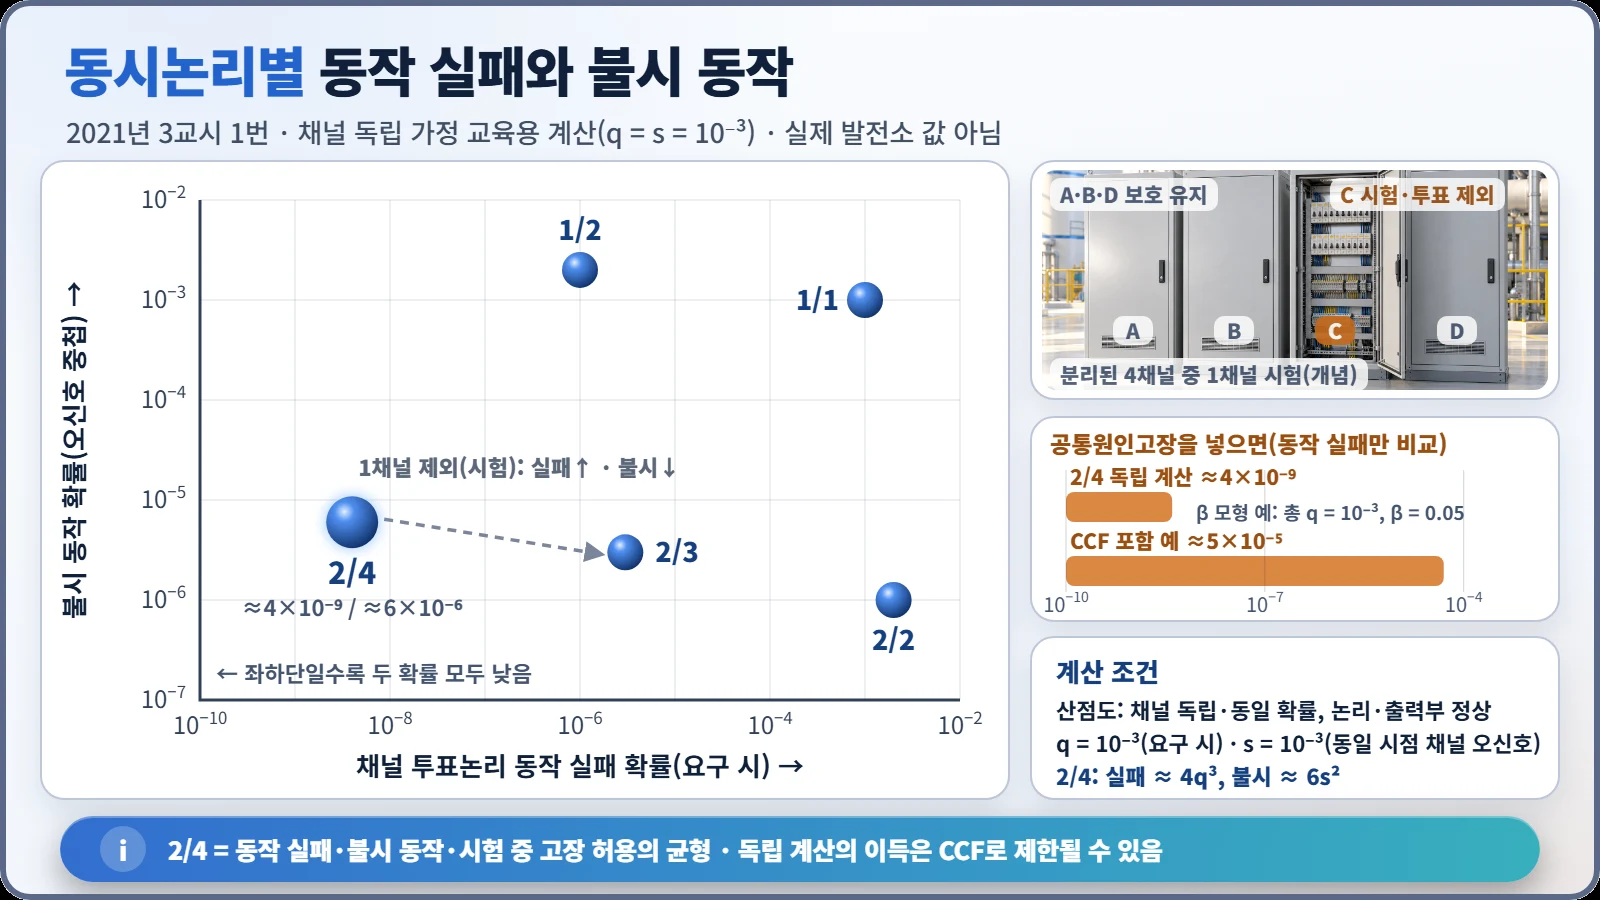 동시논리별 동작 실패와 불시 동작
2021년 3교시 1번 · 채널 독립 가정 교육용 계산(q = s = 10⁻³) · 실제 발전소 값 아님
불시 동작 확률(오신호 중첩) →
10⁻²
10⁻³
10⁻⁴
10⁻⁵
10⁻⁶
10⁻⁷
1/2
1/1
1채널 제외(시험): 실패↑ · 불시↓
2/3
2/4
≈4×10⁻⁹ / ≈6×10⁻⁶
2/2
← 좌하단일수록 두 확률 모두 낮음
10⁻¹⁰
10⁻⁸
10⁻⁶
10⁻⁴
10⁻²
채널 투표논리 동작 실패 확률(요구 시) →
A·B·D 보호 유지
C 시험·투표 제외
A
B
C
D
분리된 4채널 중 1채널 시험(개념)
공통원인고장을 넣으면(동작 실패만 비교)
2/4 독립 계산 ≈4×10⁻⁹
β 모형 예: 총 q = 10⁻³, β = 0.05
CCF 포함 예 ≈5×10⁻⁵
10⁻¹⁰
10⁻⁷
10⁻⁴
계산 조건
산점도: 채널 독립·동일 확률, 논리·출력부 정상
q = 10⁻³(요구 시) · s = 10⁻³(동일 시점 채널 오신호)
2/4: 실패 ≈ 4q³, 불시 ≈ 6s²
i
2/4 = 동작 실패·불시 동작·시험 중 고장 허용의 균형 · 독립 계산의 이득은 CCF로 제한될 수 있음